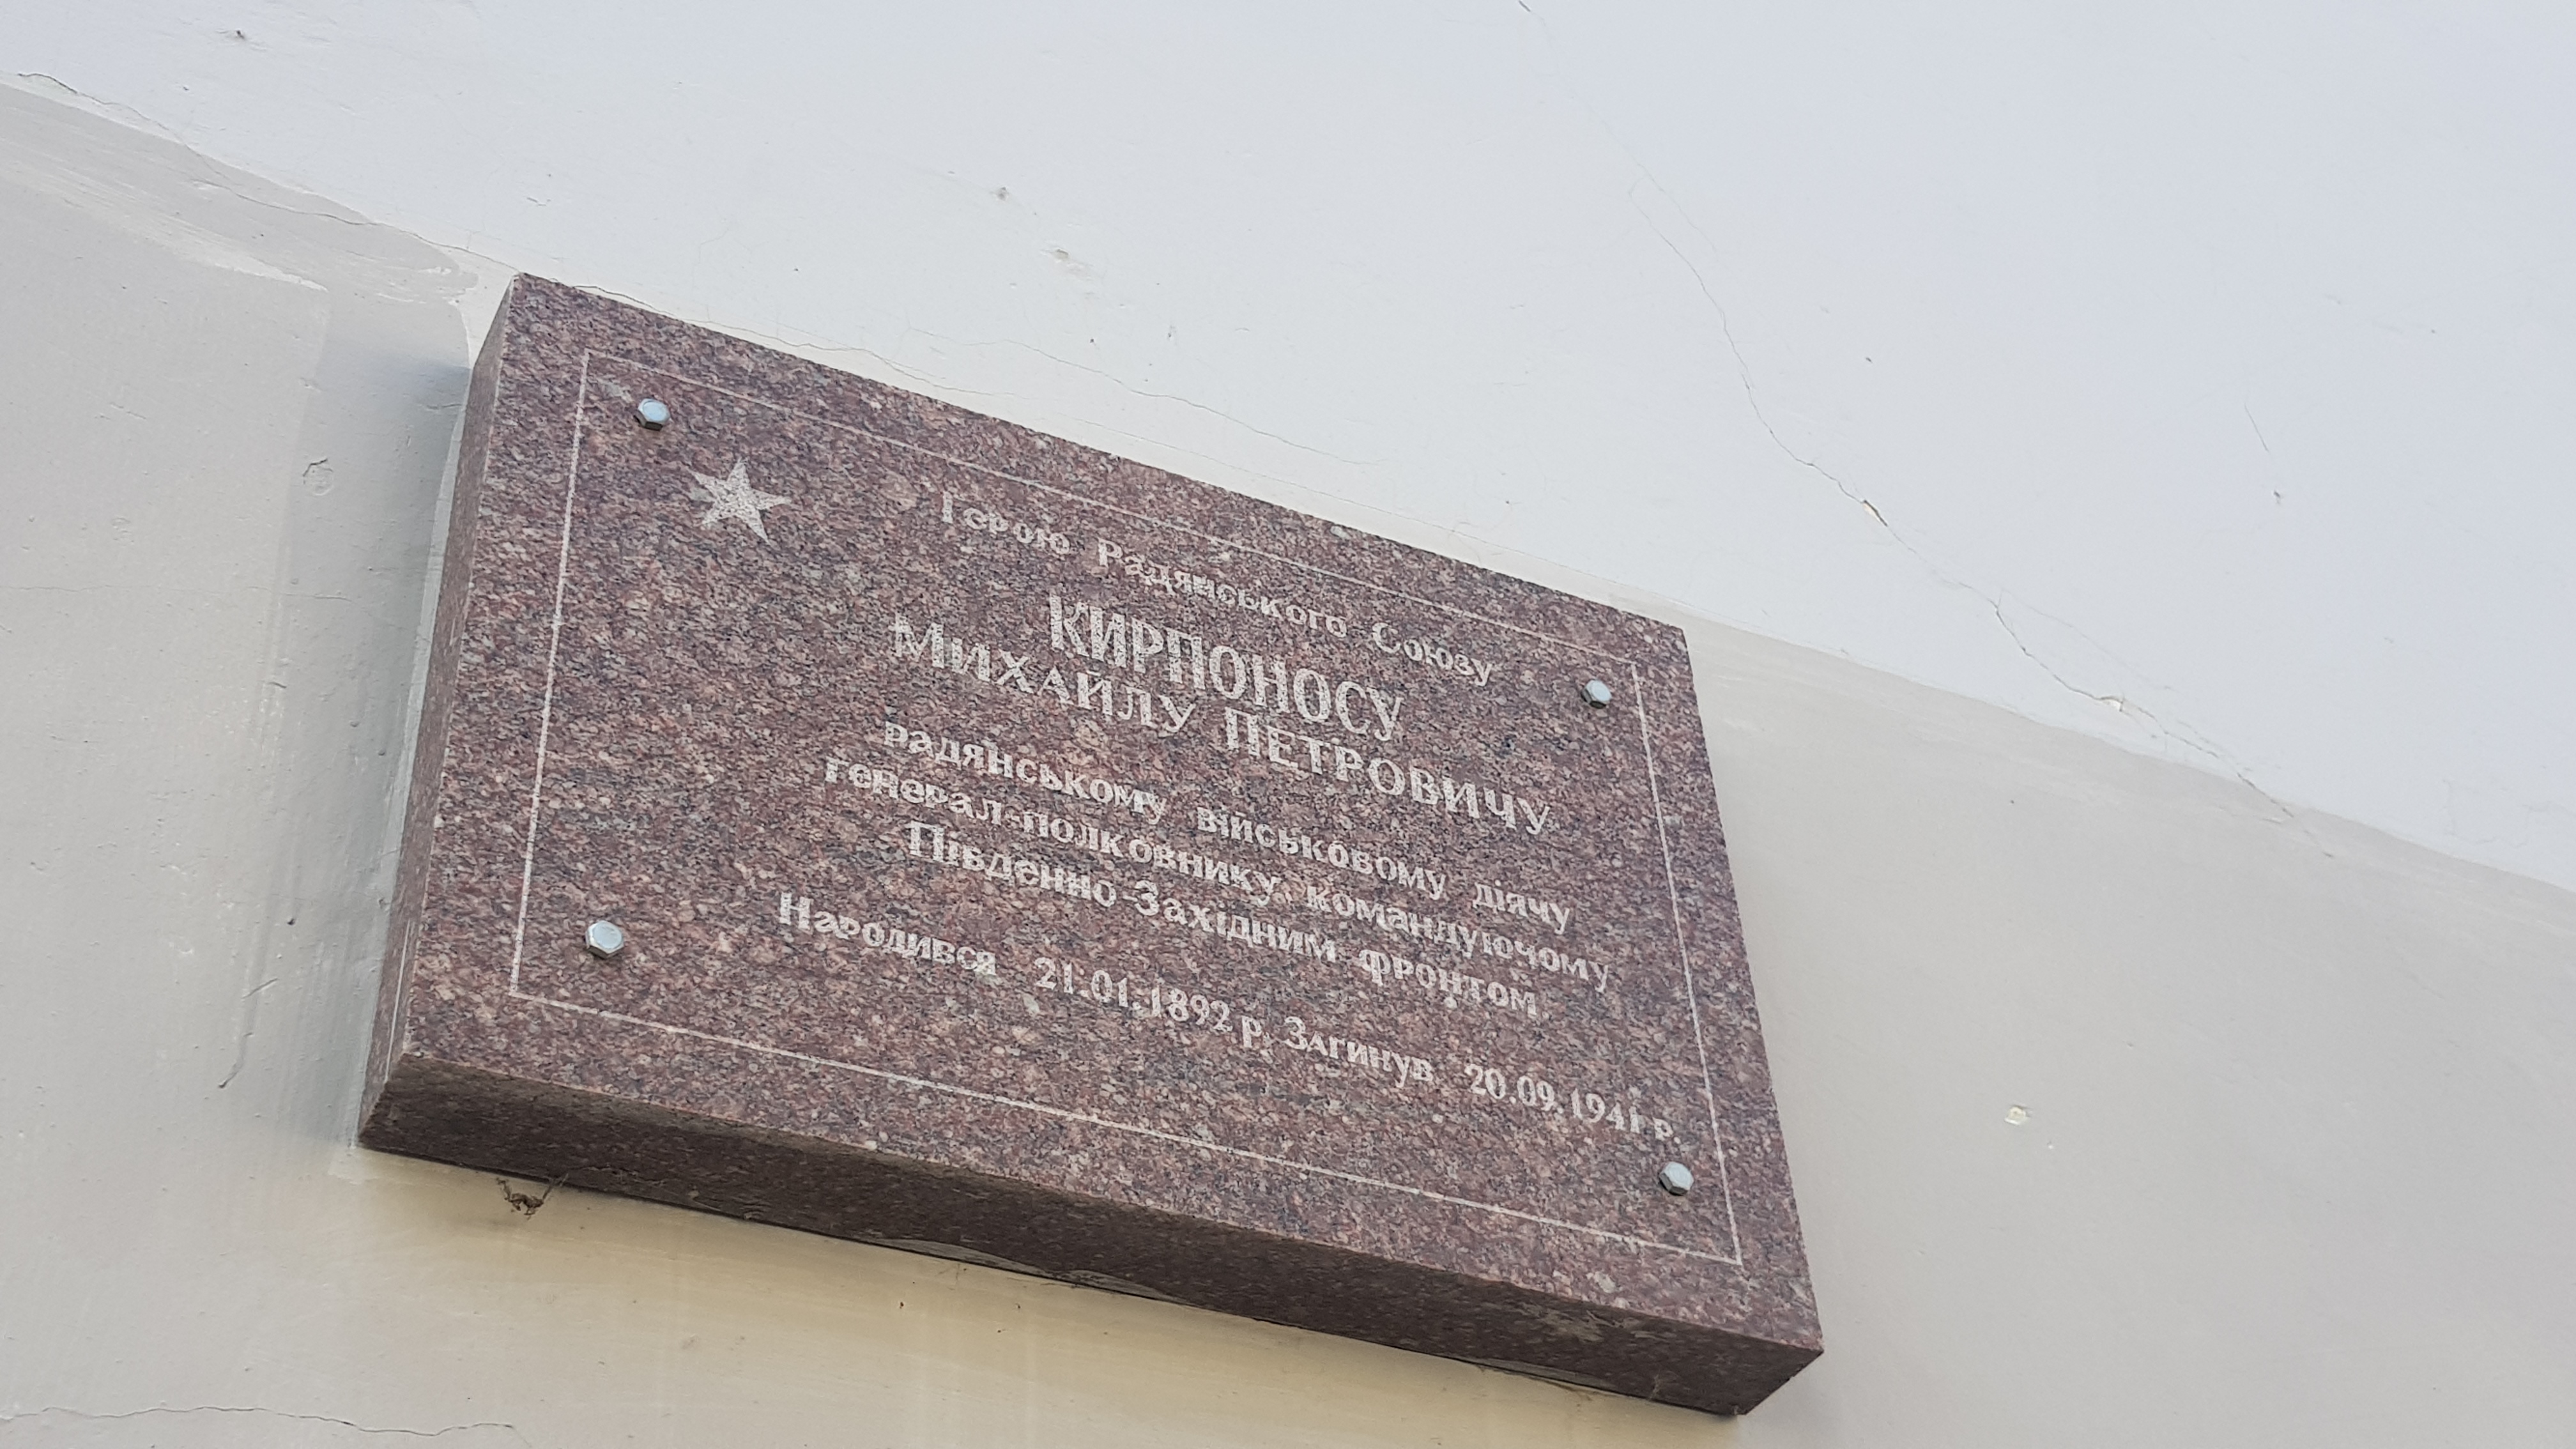 Герою Радянського Союзу
КИРПОНОСУ
МИХАЙЛУ ПЕТРОВИЧУ
радянському військовому діячу
генерал-полковнику, командуючому
Південно-Західним фронтом
Народився 21.01.1892 р. Загинув 20.09.1941 р.